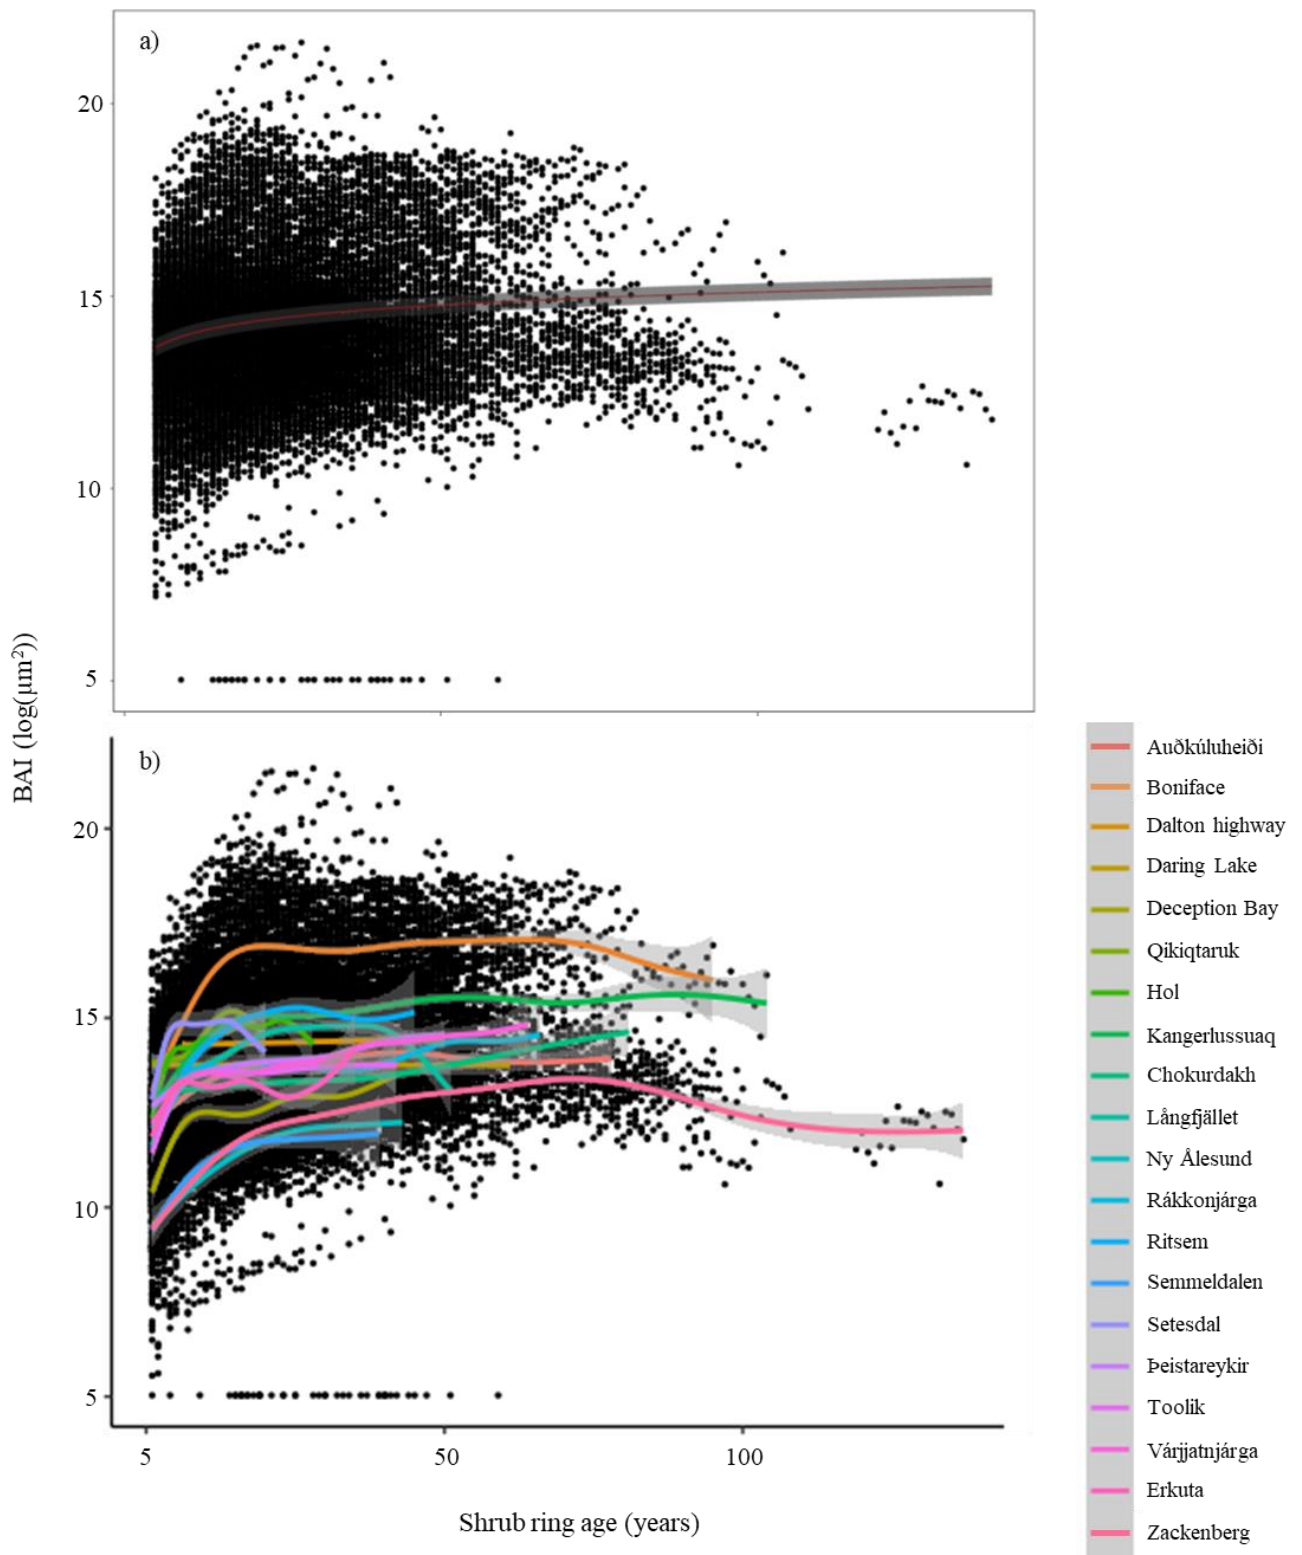 a)
20
15
10
5
BAI (log(μm²))
b)
20
15
10
5
5 50 100
Shrub ring age (years)
Auðkúluheiði
Boniface
Dalton highway
Daring Lake
Deception Bay
Qikiqtaruk
Hol
Kangerlussuaq
Chokurdakh
Långfjället
Ny Ålesund
Rákkonjárga
Ritsem
Semmeldalen
Setesdal
Þeistareykir
Toolik
Várjjatnjárga
Erkuta
Zackenberg